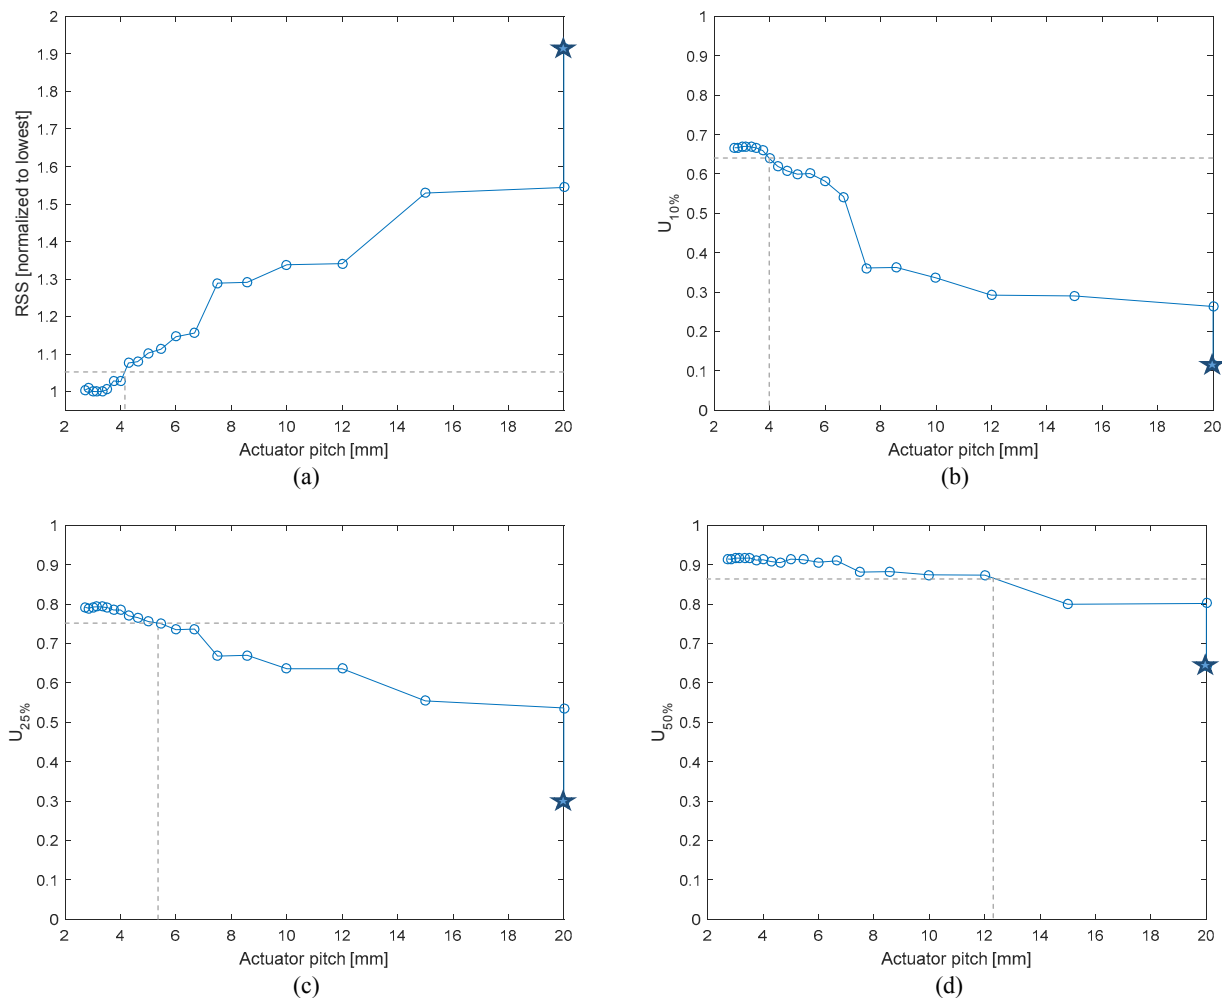 2
1.9
1.8
1.7
1.6
1.5
1.4
1.3
1.2
1.1
1
RSS [normalized to lowest]
2 4 6 8 10 12 14 16 18 20
Actuator pitch [mm]
(a)
1
0.9
0.8
0.7
0.6
0.5
0.4
0.3
0.2
0.1
0
U10%
2 4 6 8 10 12 14 16 18 20
Actuator pitch [mm]
(b)
1
0.9
0.8
0.7
0.6
0.5
0.4
0.3
0.2
0.1
0
U25%
2 4 6 8 10 12 14 16 18 20
Actuator pitch [mm]
(c)
1
0.9
0.8
0.7
0.6
0.5
0.4
0.3
0.2
0.1
0
U50%
2 4 6 8 10 12 14 16 18 20
Actuator pitch [mm]
(d)